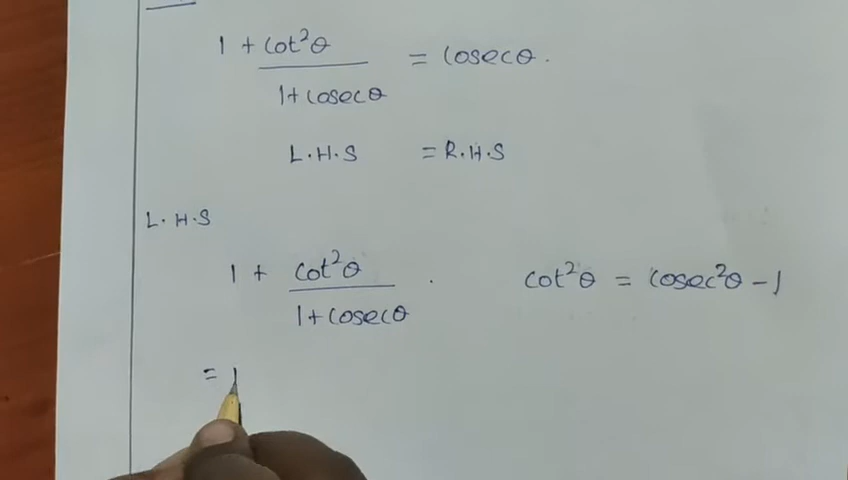 1 + cot²θ / 1+cosecθ = cosecθ.
L.H.S = R.H.S
L.H.S
1 + cot²θ / 1+cosecθ . cot²θ = cosec²θ - 1
= 1